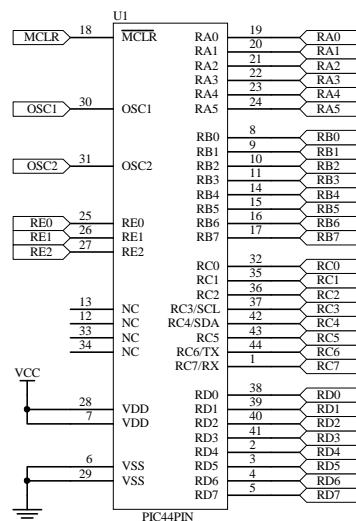 U1
MCLR 18 MCLR RA0 19 RA0
RA1 20 RA1
RA2 21 RA2
RA3 22 RA3
RA4 23 RA4
OSC1 30 OSC1 RA5 24 RA5
RB0 8 RB0
RB1 9 RB1
OSC2 31 OSC2 RB2 10 RB2
RB3 11 RB3
RB4 14 RB4
RB5 15 RB5
RE0 25 RE0 RB6 16 RB6
RE1 26 RE1 RB7 17 RB7
RE2 27 RE2
RC0 32 RC0
RC1 35 RC1
RC2 36 RC2
13 NC RC3/SCL 37 RC3
12 NC RC4/SDA 42 RC4
33 NC RC5 43 RC5
34 NC RC6/TX 44 RC6
RC7/RX 1 RC7
VCC
RD0 38 RD0
28 VDD RD1 39 RD1
7 VDD RD2 40 RD2
RD3 41 RD3
RD4 2 RD4
6 VSS RD5 3 RD5
29 VSS RD6 4 RD6
RD7 5 RD7
PIC44PIN